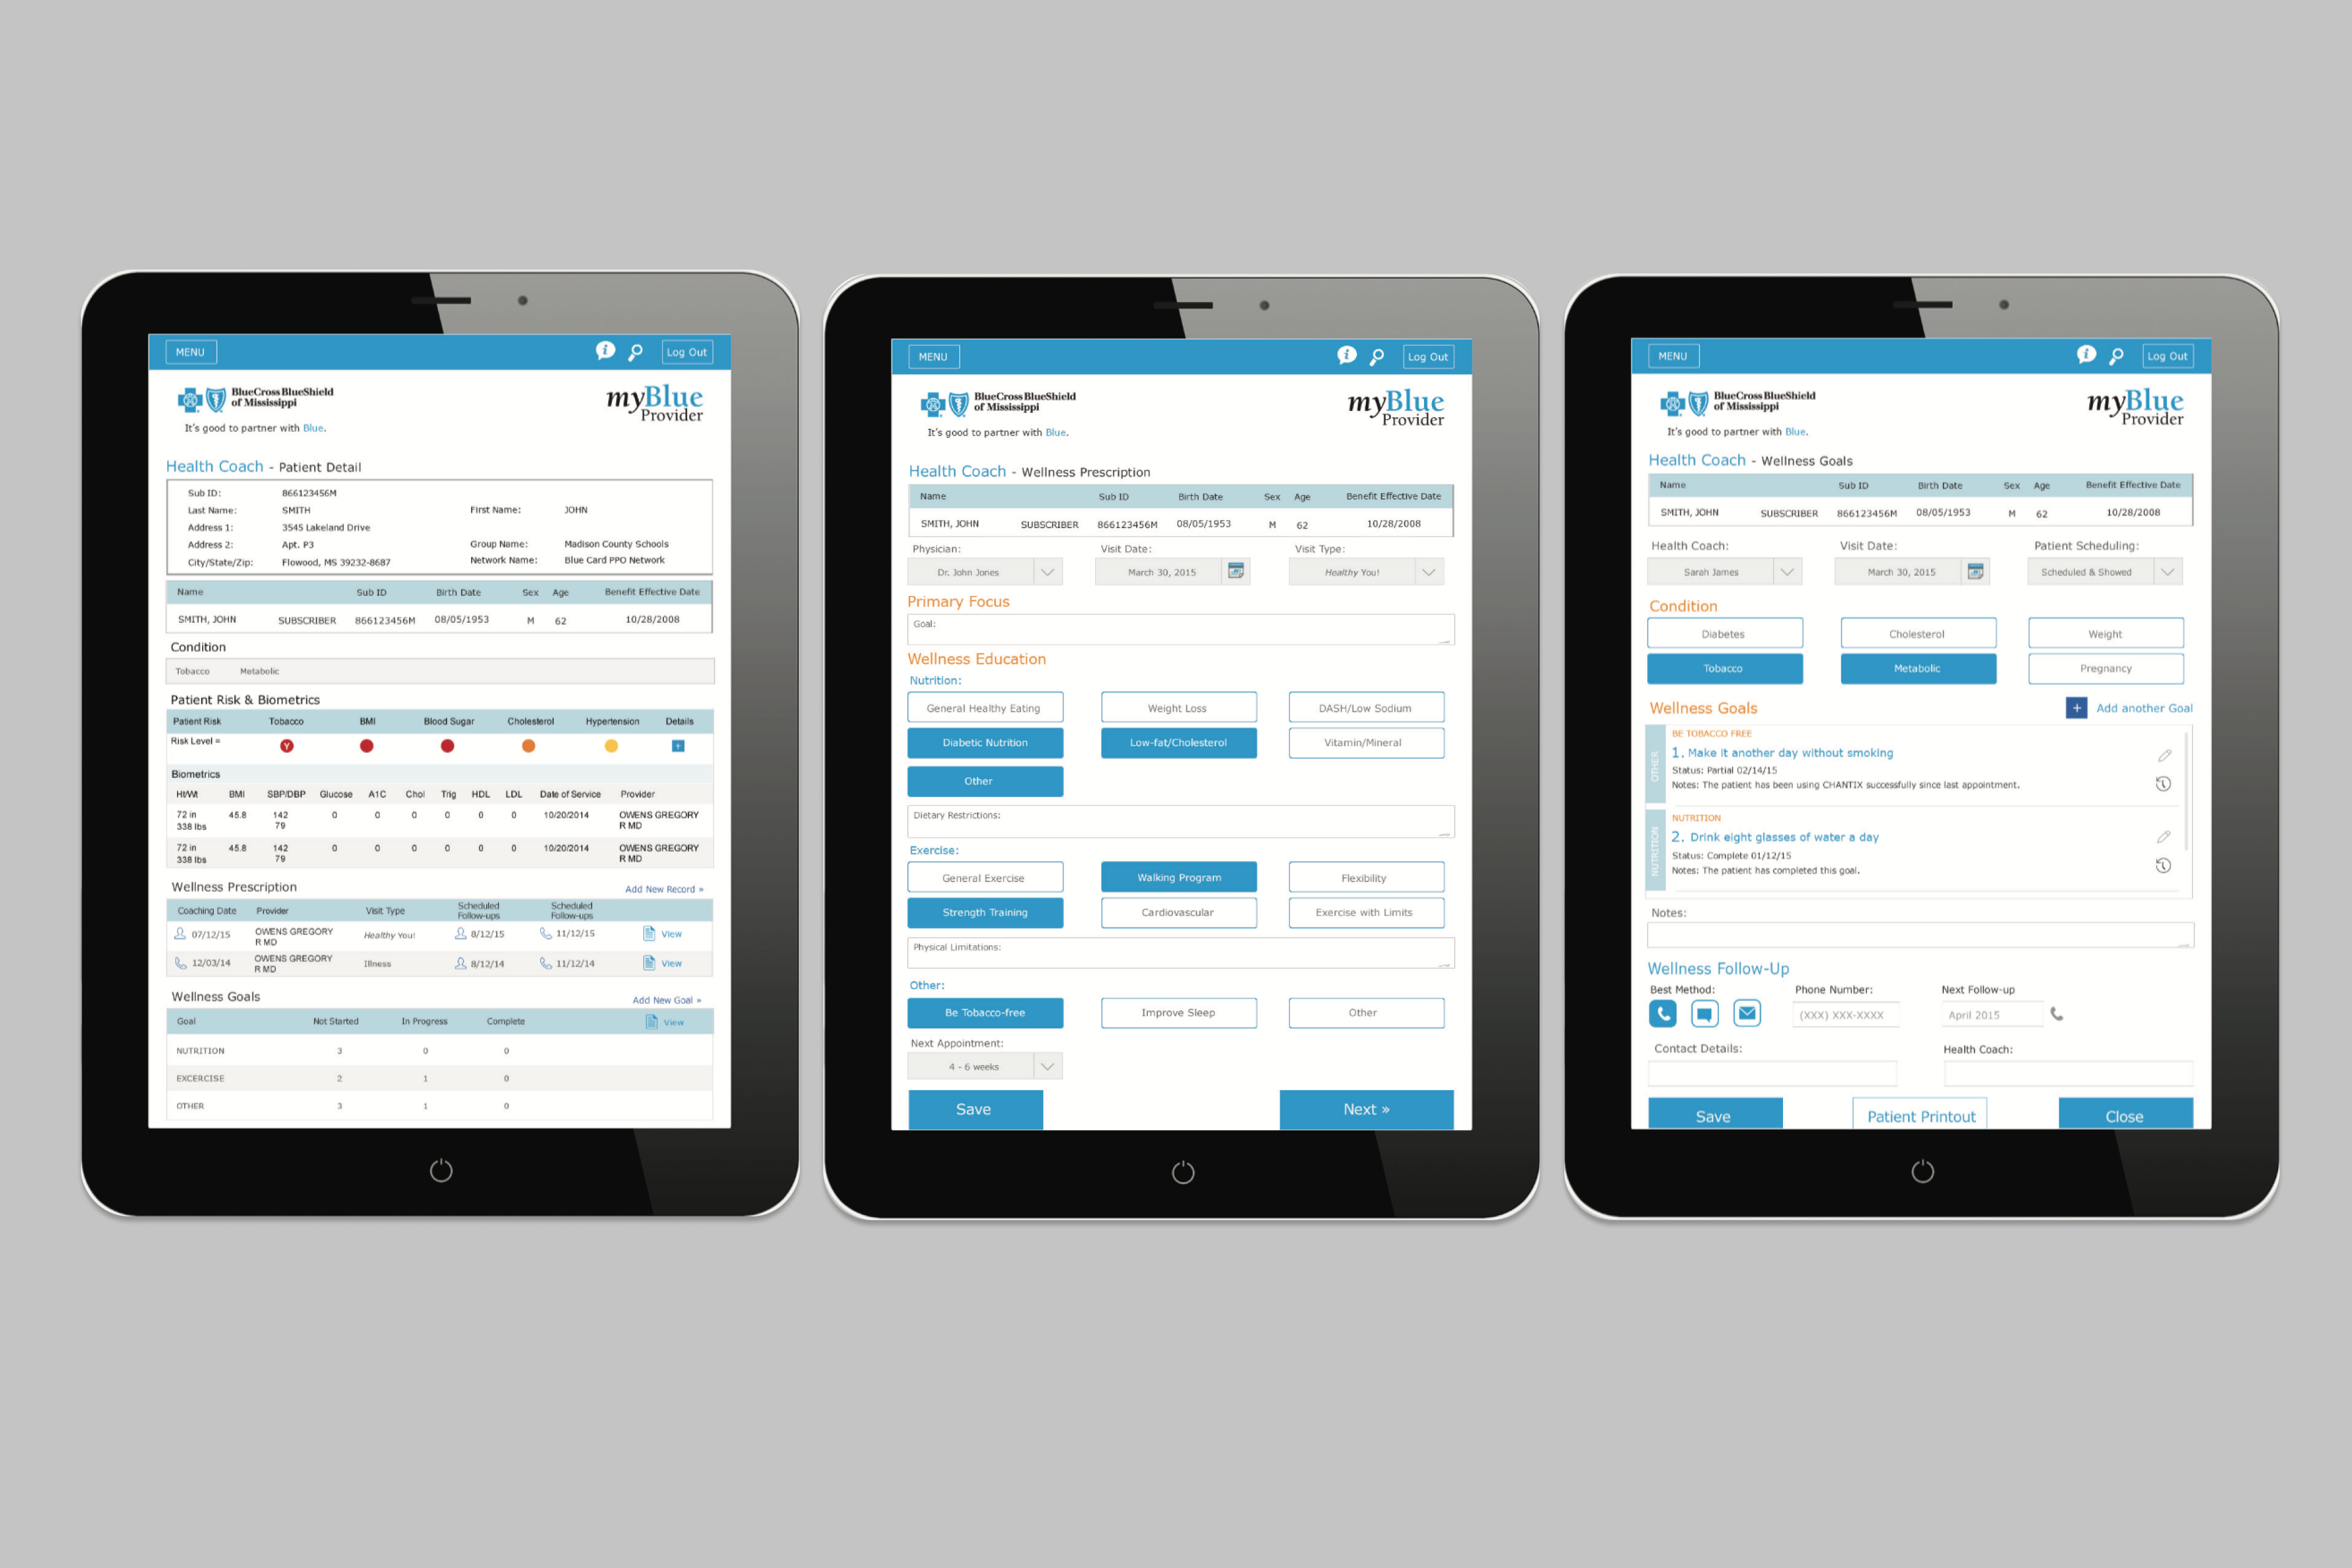 MENU
Log Out
BlueCross BlueShield
of Mississippi
It's good to partner with Blue.
myBlue
Provider
Health Coach - Patient Detail
Sub ID: 866123456M
Last Name: SMITH First Name: JOHN
Address 1: 3545 Lakeland Drive
Address 2: Apt. P3 Group Name: Madison County Schools
City/State/Zip: Flowood, MS 39232-8687 Network Name: Blue Card PPO Network
Name Sub ID Birth Date Sex Age Benefit Effective Date
SMITH, JOHN SUBSCRIBER 866123456M 08/05/1953 M 62 10/28/2008
Condition
Tobacco Metabolic
Patient Risk & Biometrics
Patient Risk Tobacco BMI Blood Sugar Cholesterol Hypertension Details
Risk Level = Y +
Biometrics
Ht/Wt BMI SBP/DBP Glucose A1C Chol Trig HDL LDL Date of Service Provider
72 in 45.8 142 0 0 0 0 0 0 10/20/2014 OWENS GREGORY
338 lbs 79 R MD
72 in 45.8 142 0 0 0 0 0 0 10/20/2014 OWENS GREGORY
338 lbs 79 R MD
Wellness Prescription Add New Record »
Coaching Date Provider Visit Type Scheduled Follow-ups Scheduled Follow-ups
07/12/15 OWENS GREGORY R MD Healthy You! 8/12/15 11/12/15 View
12/03/14 OWENS GREGORY R MD Illness 8/12/14 11/12/14 View
Wellness Goals Add New Goal »
Goal Not Started In Progress Complete View
NUTRITION 3 0 0
EXCERCISE 2 1 0
OTHER 3 1 0
MENU
Log Out
BlueCross BlueShield
of Mississippi
It's good to partner with Blue.
myBlue
Provider
Health Coach - Wellness Prescription
Name Sub ID Birth Date Sex Age Benefit Effective Date
SMITH, JOHN SUBSCRIBER 866123456M 08/05/1953 M 62 10/28/2008
Physician: Visit Date: Visit Type:
Dr. John Jones March 30, 2015 Healthy You!
Primary Focus
Goal:
Wellness Education
Nutrition:
General Healthy Eating Weight Loss DASH/Low Sodium
Diabetic Nutrition Low-fat/Cholesterol Vitamin/Mineral
Other
Dietary Restrictions:
Exercise:
General Exercise Walking Program Flexibility
Strength Training Cardiovascular Exercise with Limits
Physical Limitations:
Other:
Be Tobacco-free Improve Sleep Other
Next Appointment:
4 - 6 weeks
Save Next »
MENU
Log Out
BlueCross BlueShield
of Mississippi
It's good to partner with Blue.
myBlue
Provider
Health Coach - Wellness Goals
Name Sub ID Birth Date Sex Age Benefit Effective Date
SMITH, JOHN SUBSCRIBER 866123456M 08/05/1953 M 62 10/28/2008
Health Coach: Visit Date: Patient Scheduling:
Sarah James March 30, 2015 Scheduled & Showed
Condition
Diabetes Cholesterol Weight
Tobacco Metabolic Pregnancy
Wellness Goals + Add another Goal
OTHER
BE TOBACCO FREE
1. Make it another day without smoking
Status: Partial 02/14/15
Notes: The patient has been using CHANTIX successfully since last appointment.
NUTRITION
NUTRITION
2. Drink eight glasses of water a day
Status: Complete 01/12/15
Notes: The patient has completed this goal.
Notes:
Wellness Follow-Up
Best Method: Phone Number: Next Follow-up
(XXX) XXX-XXXX April 2015
Contact Details: Health Coach:
Save Patient Printout Close